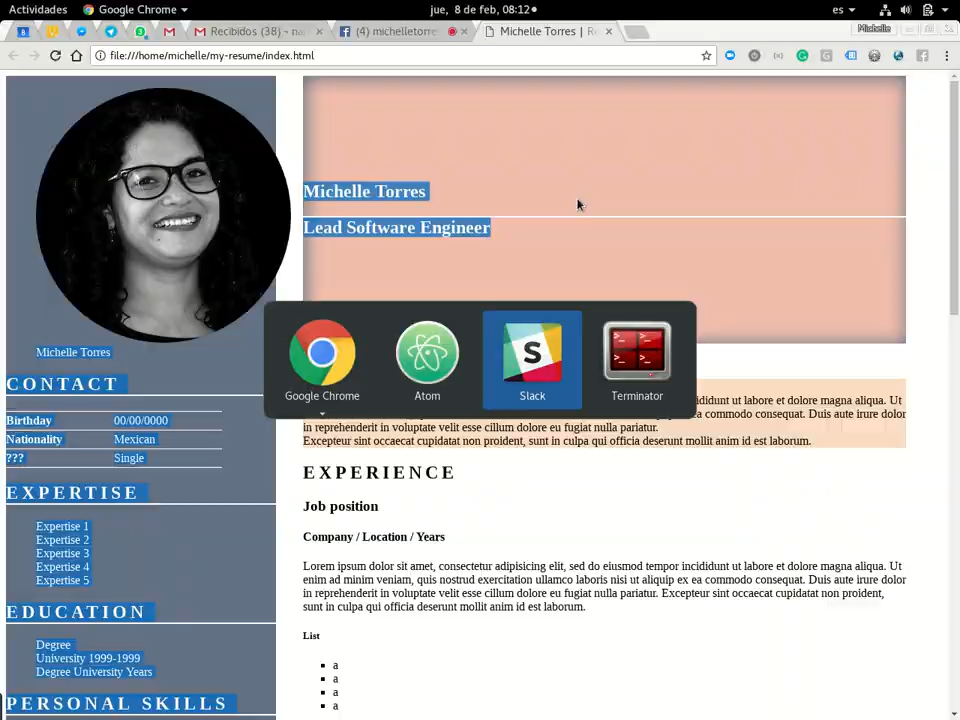 Actividades
Google Chrome
jue, 8 de feb, 08:12
es
Recibidos (38)
(4) michelletorre
Michelle Torres | R
Michelle
file:///home/michelle/my-resume/index.html
Michelle Torres
Lead Software Engineer
Michelle Torres
CONTACT
Birthday 00/00/0000
Nationality Mexican
??? Single
EXPERTISE
Expertise 1
Expertise 2
Expertise 3
Expertise 4
Expertise 5
EDUCATION
Degree
University 1999-1999
Degree University Years
PERSONAL SKILLS
Google Chrome
Atom
S
Slack
Terminator
ncididunt ut labore et dolore magna aliqua. Ut
ea commodo consequat. Duis aute irure dolor
in reprehenderit in voluptate velit esse cillum dolore eu fugiat nulla pariatur.
Excepteur sint occaecat cupidatat non proident, sunt in culpa qui officia deserunt mollit anim id est laborum.
EXPERIENCE
Job position
Company / Location / Years
Lorem ipsum dolor sit amet, consectetur adipisicing elit, sed do eiusmod tempor incididunt ut labore et dolore magna aliqua. Ut
enim ad minim veniam, quis nostrud exercitation ullamco laboris nisi ut aliquip ex ea commodo consequat. Duis aute irure dolor
in reprehenderit in voluptate velit esse cillum dolore eu fugiat nulla pariatur. Excepteur sint occaecat cupidatat non proident,
sunt in culpa qui officia deserunt mollit anim id est laborum.
List
a
a
a
a